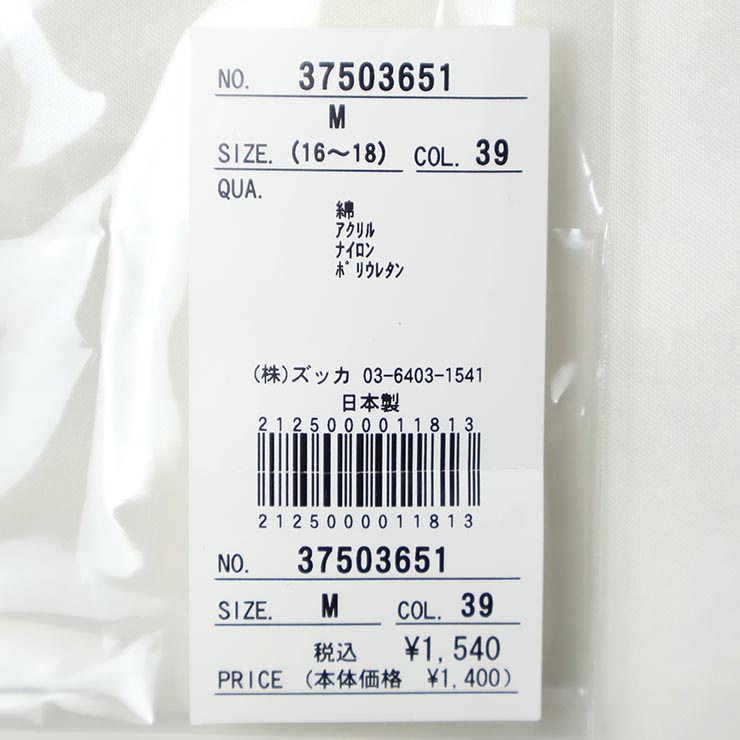 NO. 37503651
M
SIZE. (16～18) COL. 39
QUA.
綿
アクリル
ナイロン
ポリウレタン
(株)ズッカ 03-6403-1541
日本製
2125000011813
2125000011813
NO. 37503651
SIZE. M COL. 39
税込 ¥1,540
PRICE (本体価格 ¥1,400)